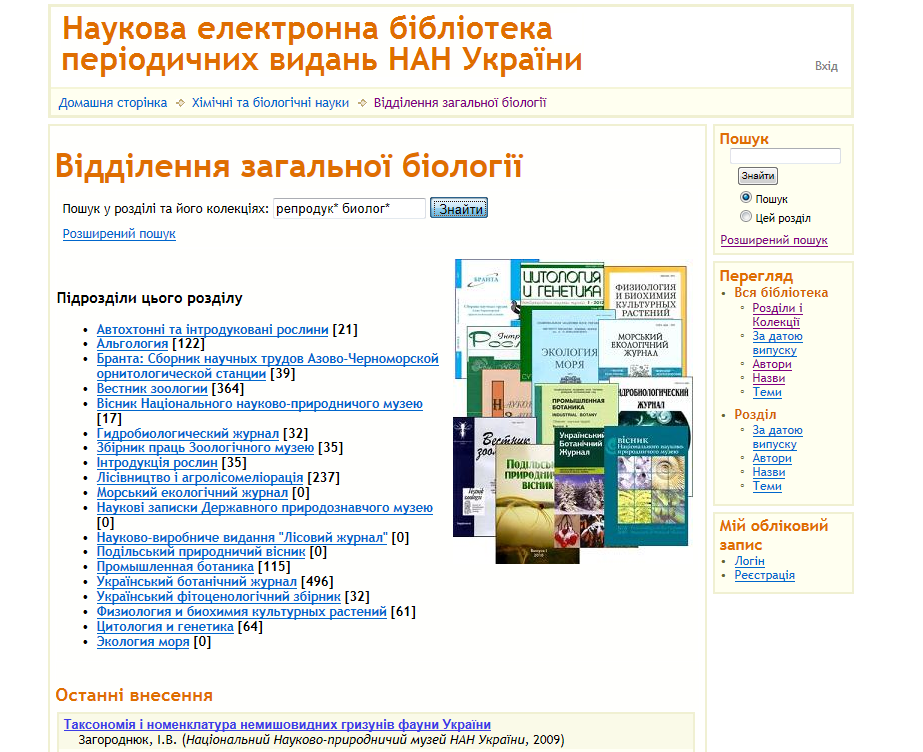 Наукова електронна бібліотека
періодичних видань НАН України
Вхід
Домашня сторінка Хімічні та біологічні науки Відділення загальної біології
Відділення загальної біології
Пошук у розділі та його колекціях: репродук* биолог* Знайти
Розширений пошук
Підрозділи цього розділу
• Автохтонні та інтродуковані рослини [21]
• Альгология [122]
• Бранта: Сборник научных трудов Азово-Черноморской
орнитологической станции [39]
• Вестник зоологии [364]
• Вісник Національного науково-природничого музею
[17]
• Гидробиологический журнал [32]
• Збірник праць Зоологічного музею [35]
• Інтродукція рослин [35]
• Лісівництво і агролісомеліорація [237]
• Морський екологічний журнал [0]
• Наукові записки Державного природознавчого музею
[0]
• Науково-виробниче видання "Лісовий журнал" [0]
• Подільський природничий вісник [0]
• Промышленная ботаника [115]
• Український ботанічний журнал [496]
• Український фітоценологічний збірник [32]
• Физиология и биохимия культурных растений [61]
• Цитология и генетика [64]
• Экология моря [0]
БРАНТА
ЦИТОЛОГИЯ
И ГЕНЕТИКА
ФИЗИОЛОГИЯ
И БИОХИМИЯ
КУЛЬТУРНЫХ
РАСТЕНИЙ
ЭКОЛОГИЯ
МОРЯ
МОРСЬКИЙ
ЕКОЛОГІЧНИЙ
ЖУРНАЛ
ПРОМЫШЛЕННАЯ
БОТАНИКА
INDUSTRIAL BOTANY
ГИДРОБИОЛОГИЧЕСКИЙ
ЖУРНАЛ
Вестник
Український
Ботанічний
Журнал
ВІСНИК
Національного науково-
природничого музею
Подільський
природничий
вісник
Останні внесення
Таксономія і номенклатура немишовидних гризунів фауни України
Загороднюк, І.В. (Національний Науково-природничий музей НАН України, 2009)
Пошук
Знайти
Пошук
Цей розділ
Розширений пошук
Перегляд
• Вся бібліотека
Розділи і
Колекції
За датою
випуску
Автори
Назви
Теми
• Розділ
За датою
випуску
Автори
Назви
Теми
Мій обліковий
запис
• Логін
• Реєстрація